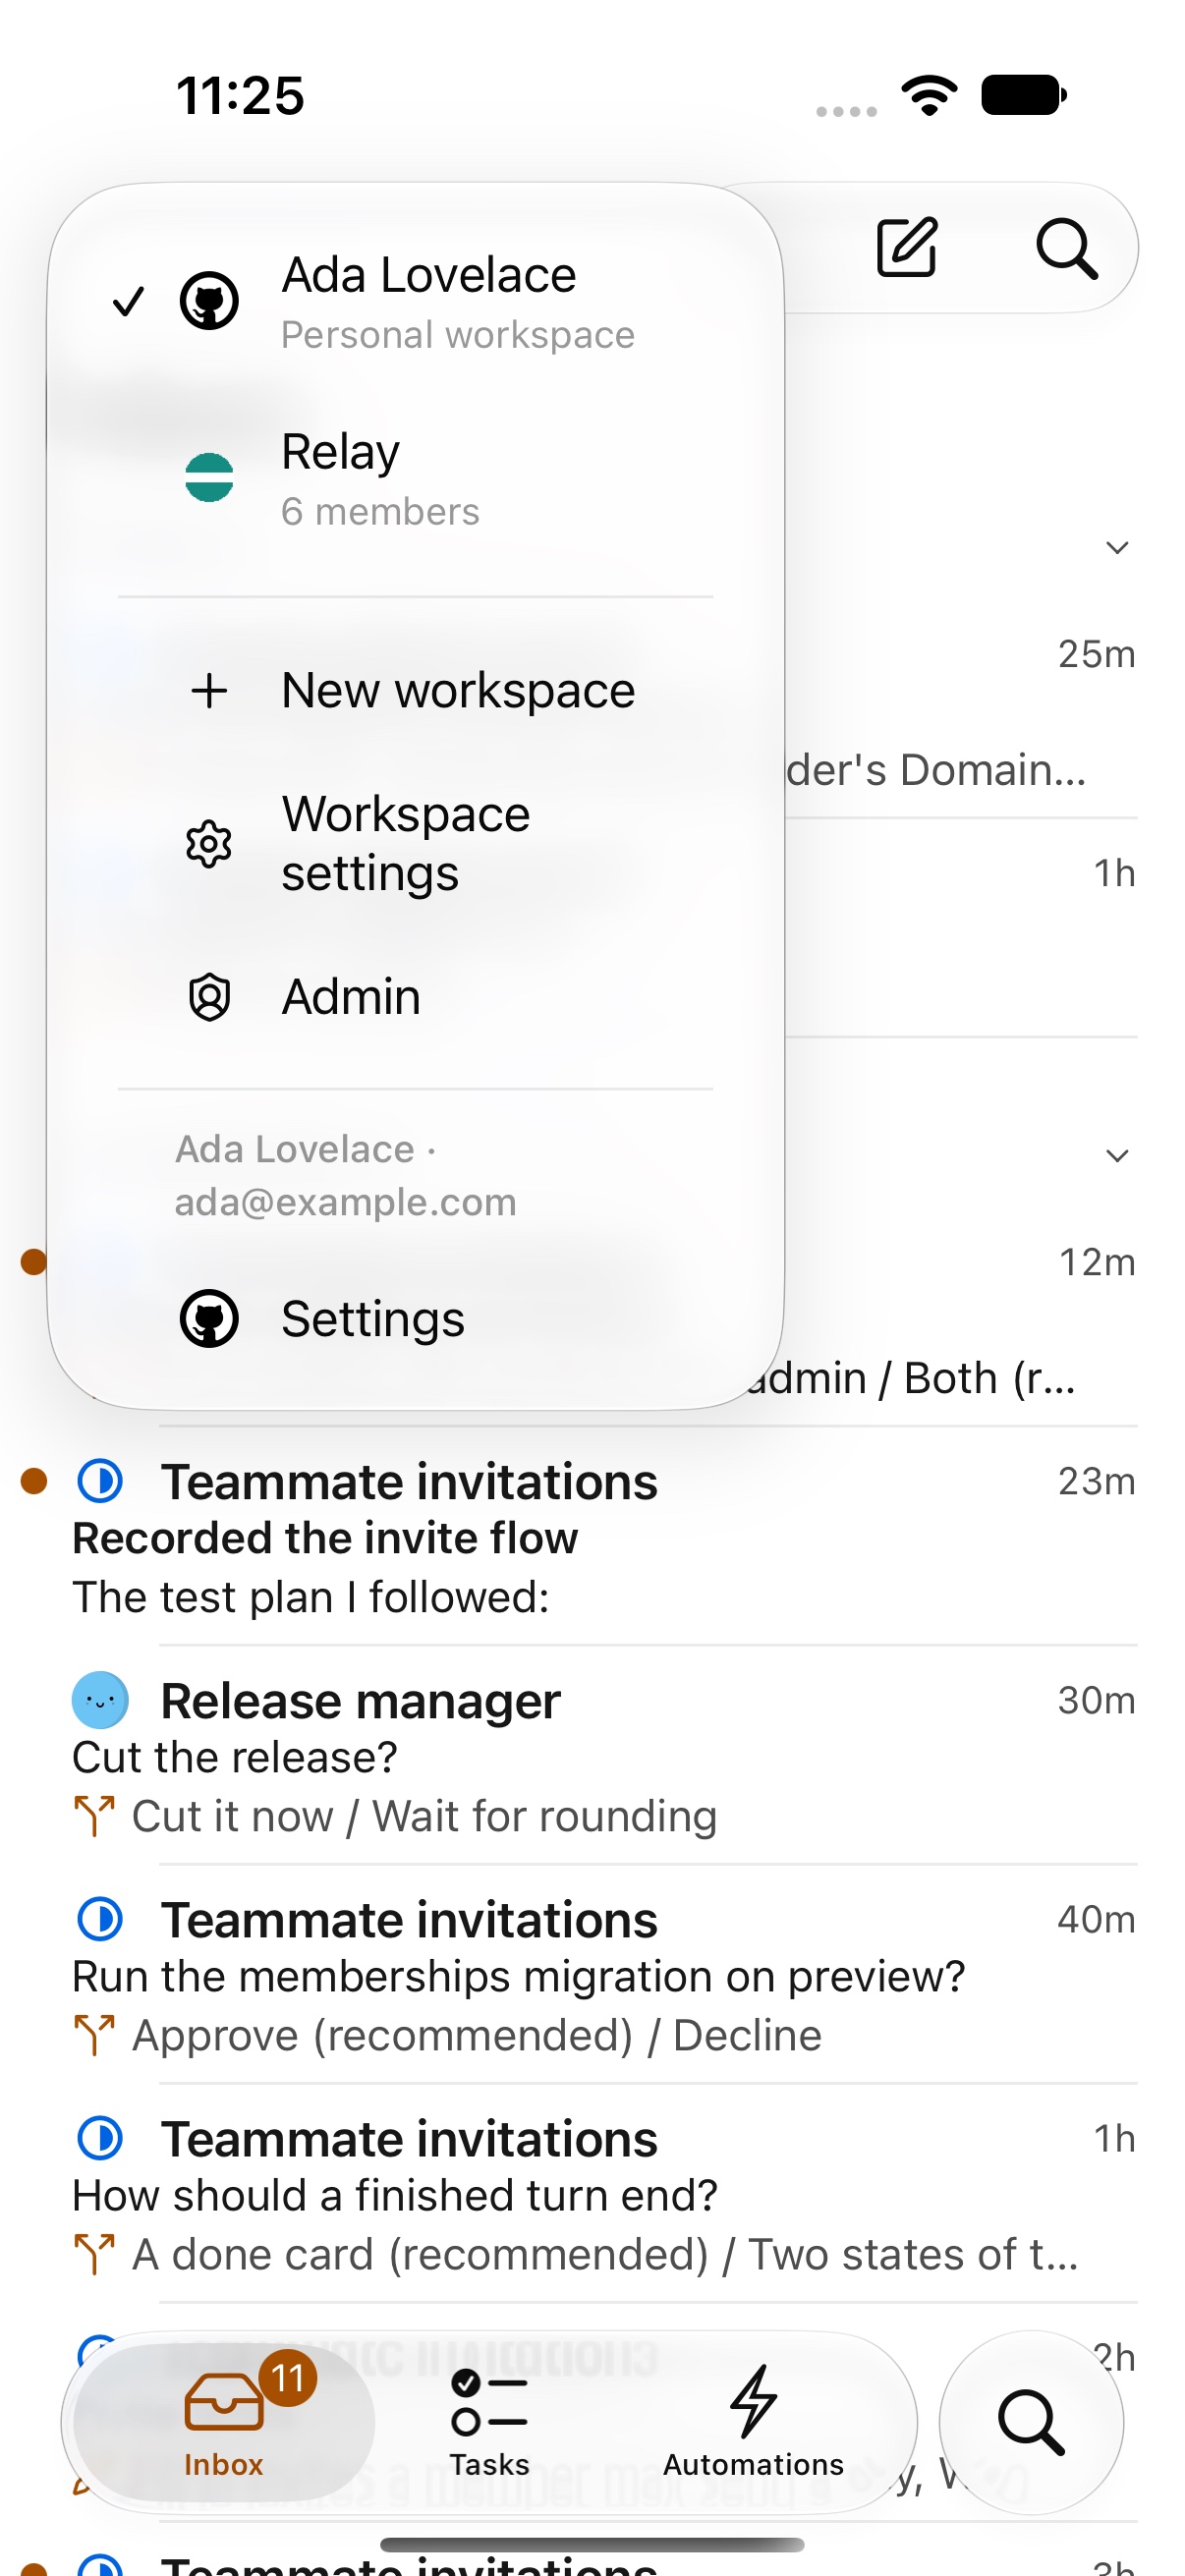 11:25
Ada Lovelace
Personal workspace
Relay
6 members
New workspace
25m
der's Domain...
Workspace
settings
1h
Admin
Ada Lovelace ·
ada@example.com
12m
Settings
admin / Both (r...
Teammate invitations 23m
Recorded the invite flow
The test plan I followed:
Release manager 30m
Cut the release?
Cut it now / Wait for rounding
Teammate invitations 40m
Run the memberships migration on preview?
Approve (recommended) / Decline
Teammate invitations 1h
How should a finished turn end?
A done card (recommended) / Two states of t...
2h
11
Inbox
Tasks
Automations
Teammate invitations 3h